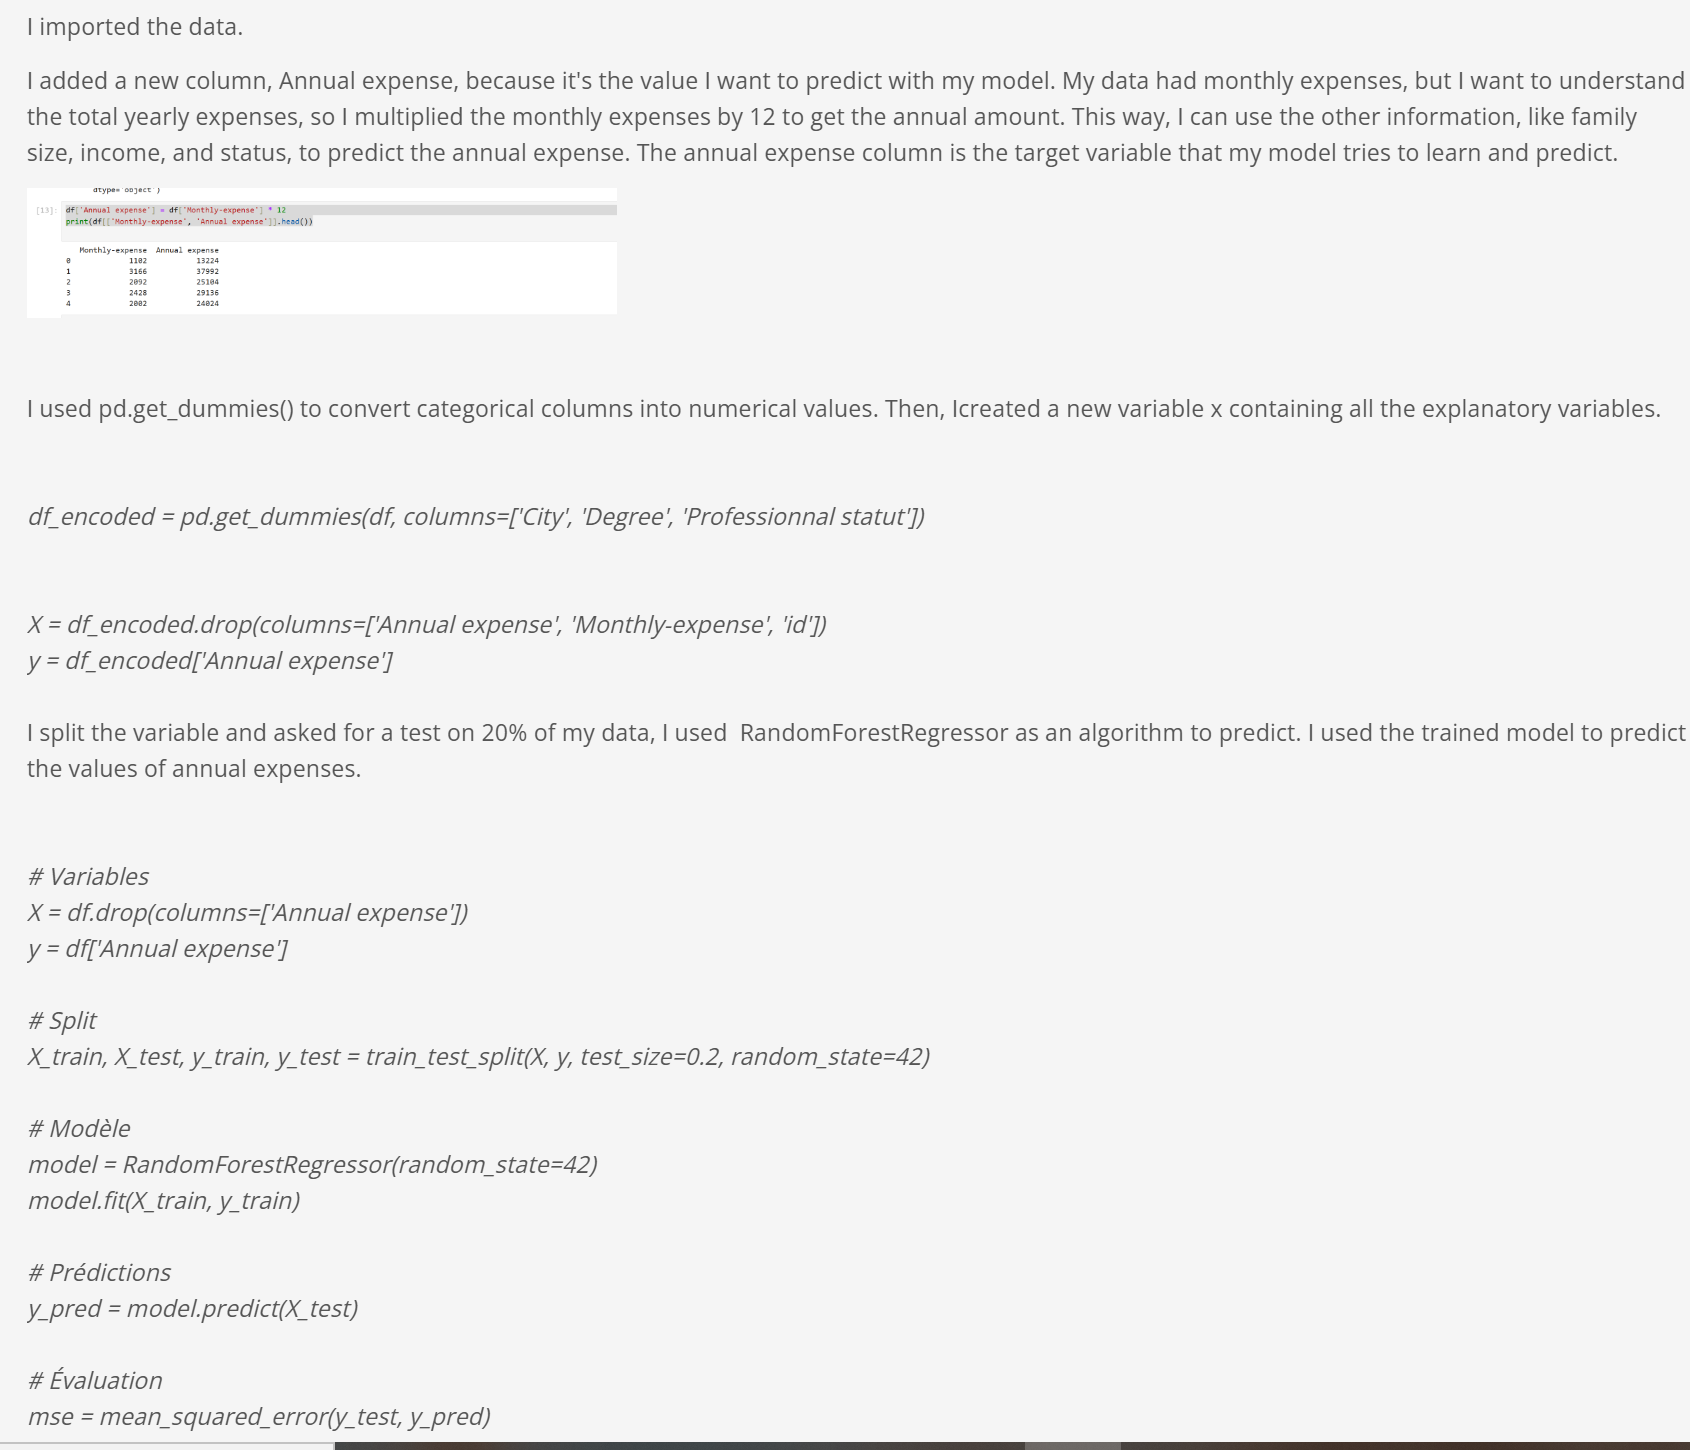 I imported the data.
I added a new column, Annual expense, because it's the value I want to predict with my model. My data had monthly expenses, but I want to understand
the total yearly expenses, so I multiplied the monthly expenses by 12 to get the annual amount. This way, I can use the other information, like family
size, income, and status, to predict the annual expense. The annual expense column is the target variable that my model tries to learn and predict.
dtype='object')
[13]: df['Annual expense'] = df['Monthly-expense'] * 12
print(df[['Monthly-expense', 'Annual expense']].head())
Monthly-expense Annual expense
0 1102 13224
1 3166 37992
2 2092 25104
3 2428 29136
4 2002 24024
I used pd.get_dummies() to convert categorical columns into numerical values. Then, Icreated a new variable x containing all the explanatory variables.
df_encoded = pd.get_dummies(df, columns=['City', 'Degree', 'Professionnal statut'])
X = df_encoded.drop(columns=['Annual expense', 'Monthly-expense', 'id'])
y = df_encoded['Annual expense']
I split the variable and asked for a test on 20% of my data, I used  RandomForestRegressor as an algorithm to predict. I used the trained model to predict
the values of annual expenses.
# Variables
X = df.drop(columns=['Annual expense'])
y = df['Annual expense']
# Split
X_train, X_test, y_train, y_test = train_test_split(X, y, test_size=0.2, random_state=42)
# Modèle
model = RandomForestRegressor(random_state=42)
model.fit(X_train, y_train)
# Prédictions
y_pred = model.predict(X_test)
# Évaluation
mse = mean_squared_error(y_test, y_pred)